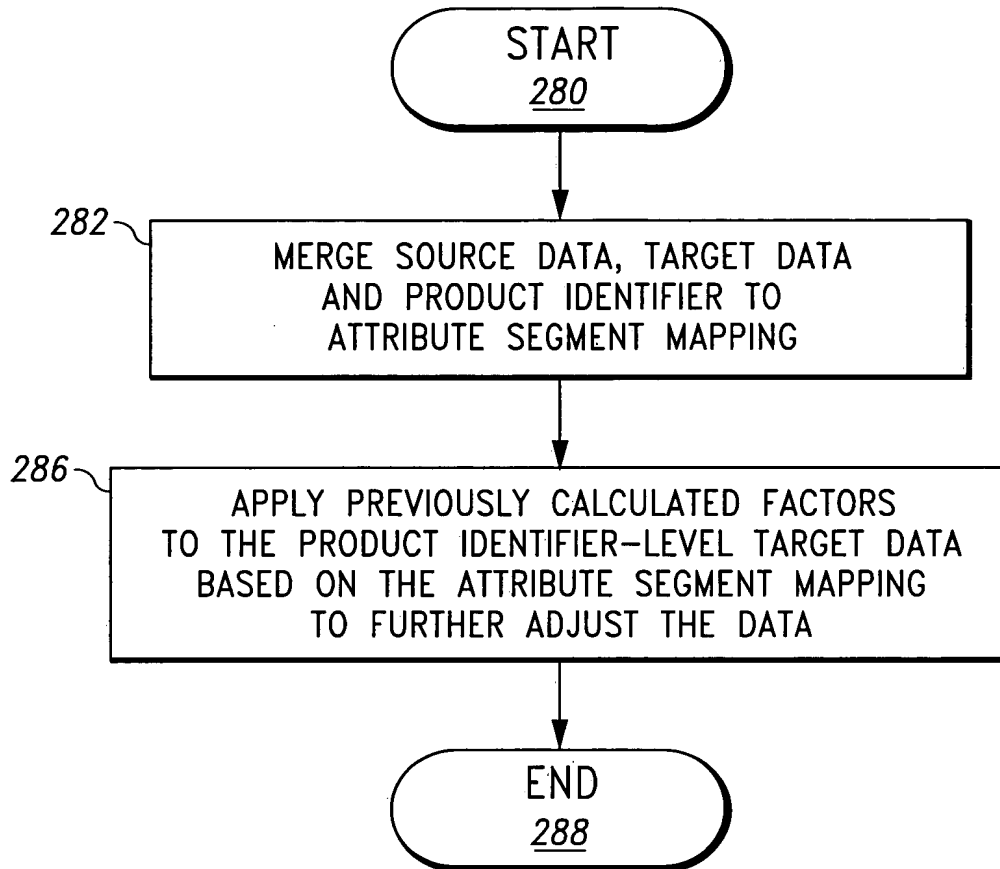 START
280
282
MERGE SOURCE DATA, TARGET DATA
AND PRODUCT IDENTIFIER TO
ATTRIBUTE SEGMENT MAPPING
286
APPLY PREVIOUSLY CALCULATED FACTORS
TO THE PRODUCT IDENTIFIER-LEVEL TARGET DATA
BASED ON THE ATTRIBUTE SEGMENT MAPPING
TO FURTHER ADJUST THE DATA
END
288